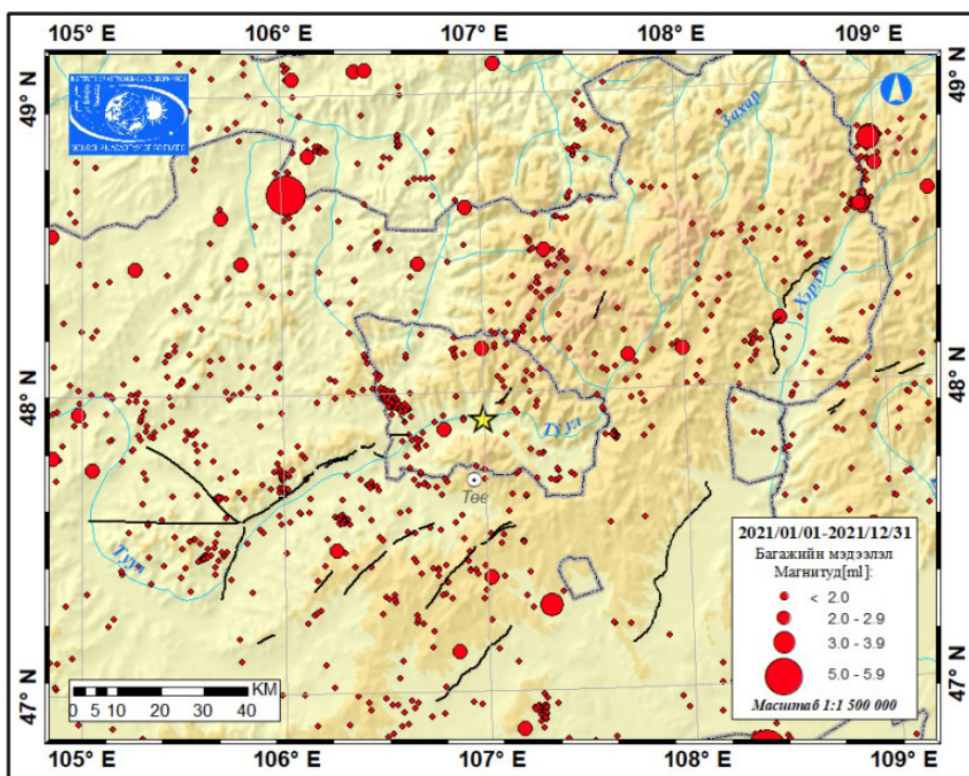 105° E 106° E 107° E 108° E 109° E
49° N 49° N
Захар
Хэрлэн
48° N 48° N
Туул
Төв
Туул
2021/01/01-2021/12/31
Багажийн мэдээлэл
Магнитуд[ml]:
< 2.0
2.0 - 2.9
3.0 - 3.9
5.0 - 5.9
Масштаб 1:1 500 000
47° N 47° N
KM
0 5 10 20 30 40
105° E 106° E 107° E 108° E 109° E